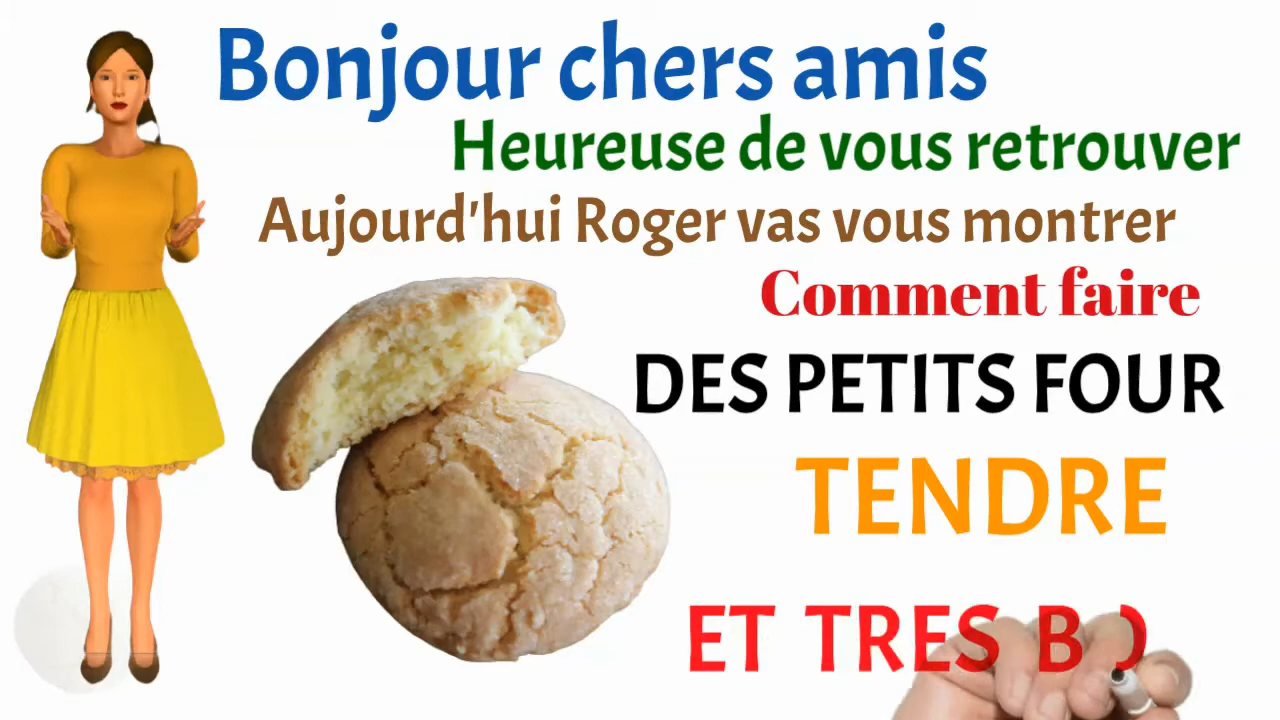 Bonjour chers amis
Heureuse de vous retrouver
Aujourd'hui Roger vas vous montrer
Comment faire
DES PETITS FOUR
TENDRE
ET TRES B